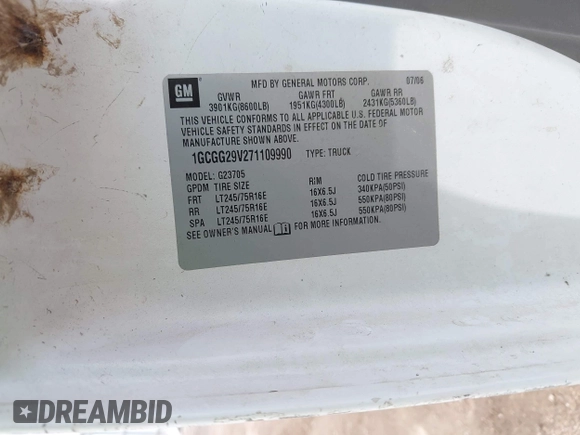 GM
MFD BY GENERAL MOTORS CORP. 07/06
GVWR GAWR FRT GAWR RR
3901KG(8600LB) 1951KG(4300LB) 2431KG(5360LB)
THIS VEHICLE CONFORMS TO ALL APPLICABLE U.S. FEDERAL MOTOR
VEHICLE SAFETY STANDARDS IN EFFECT ON THE DATE OF
MANUFACTURE SHOWN ABOVE.
1GCGG29V271109990 TYPE: TRUCK
MODEL: G23705
GPDM TIRE SIZE RIM COLD TIRE PRESSURE
FRT LT245/75R16E 16X6.5J 340KPA(50PSI)
RR LT245/75R16E 16X6.5J 550KPA(80PSI)
SPA LT245/75R16E 16X6.5J 550KPA(80PSI)
SEE OWNER'S MANUAL FOR MORE INFORMATION.
DREAMBID